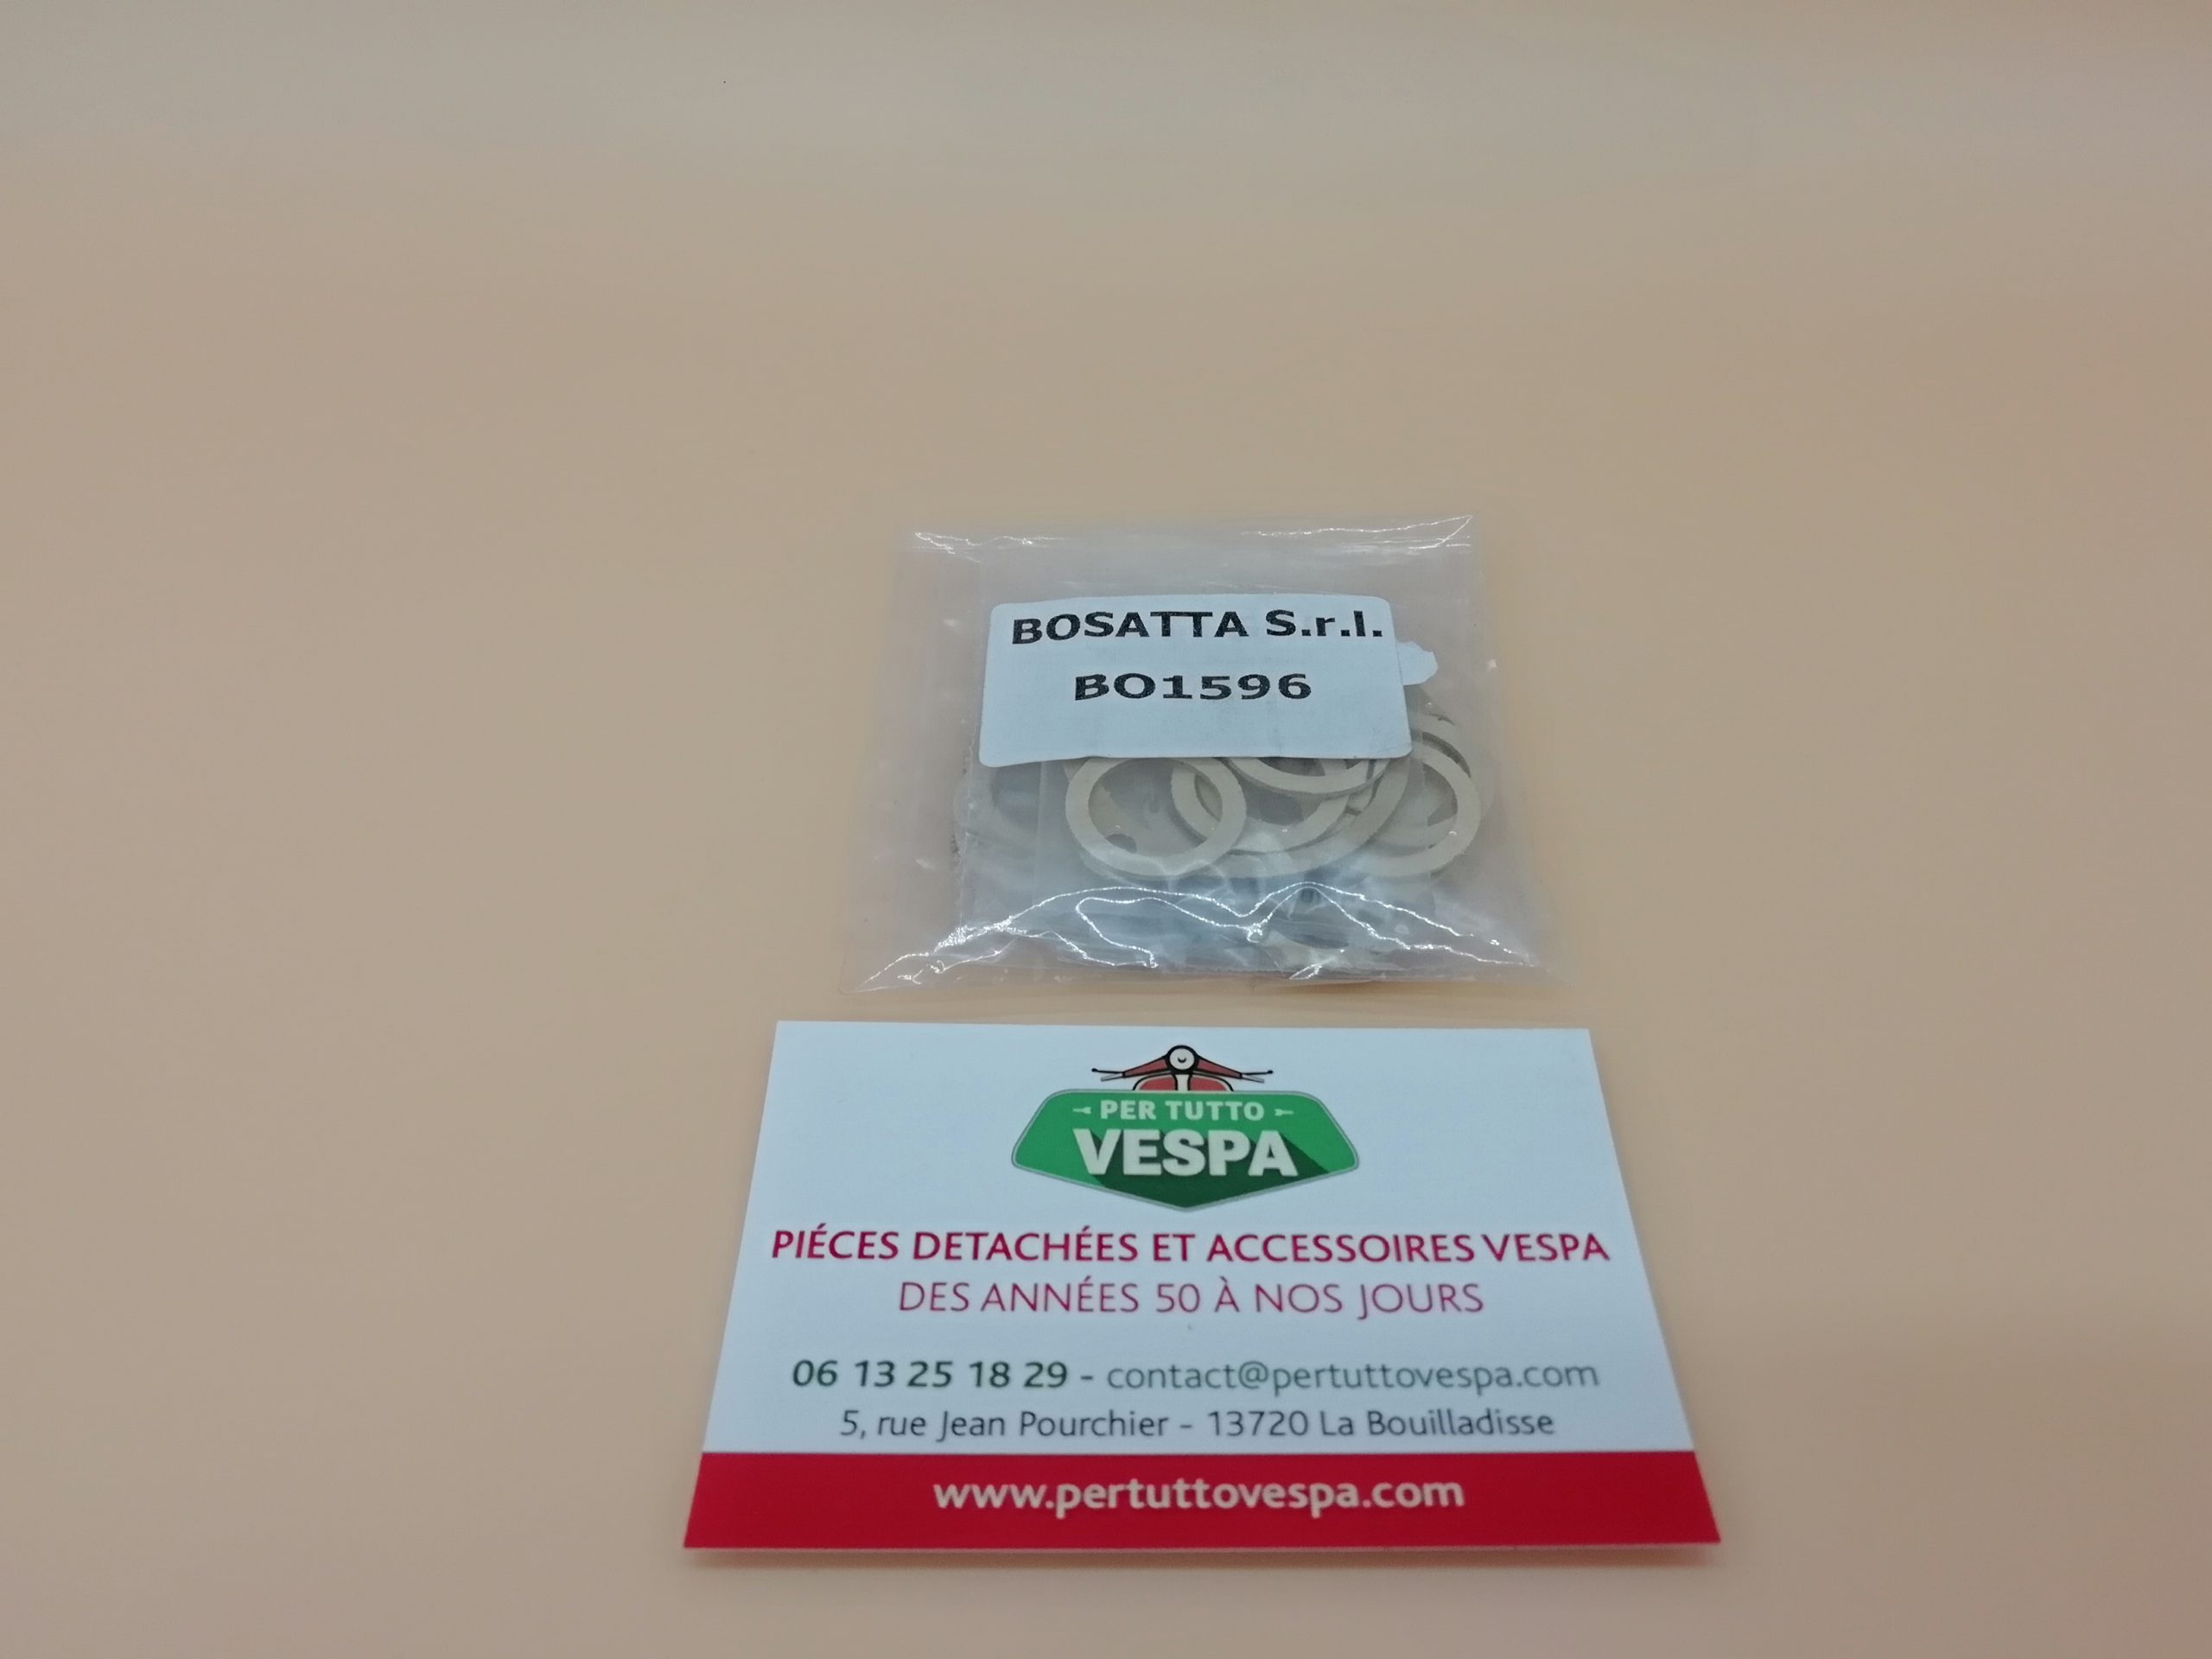 BOSATTA S.r.l.
BO1596
PER TUTTO
VESPA
PIÉCES DETACHÉES ET ACCESSOIRES VESPA
DES ANNÉES 50 À NOS JOURS
06 13 25 18 29 - contact@pertuttovespa.com
5, rue Jean Pourchier - 13720 La Bouilladisse
www.pertuttovespa.com